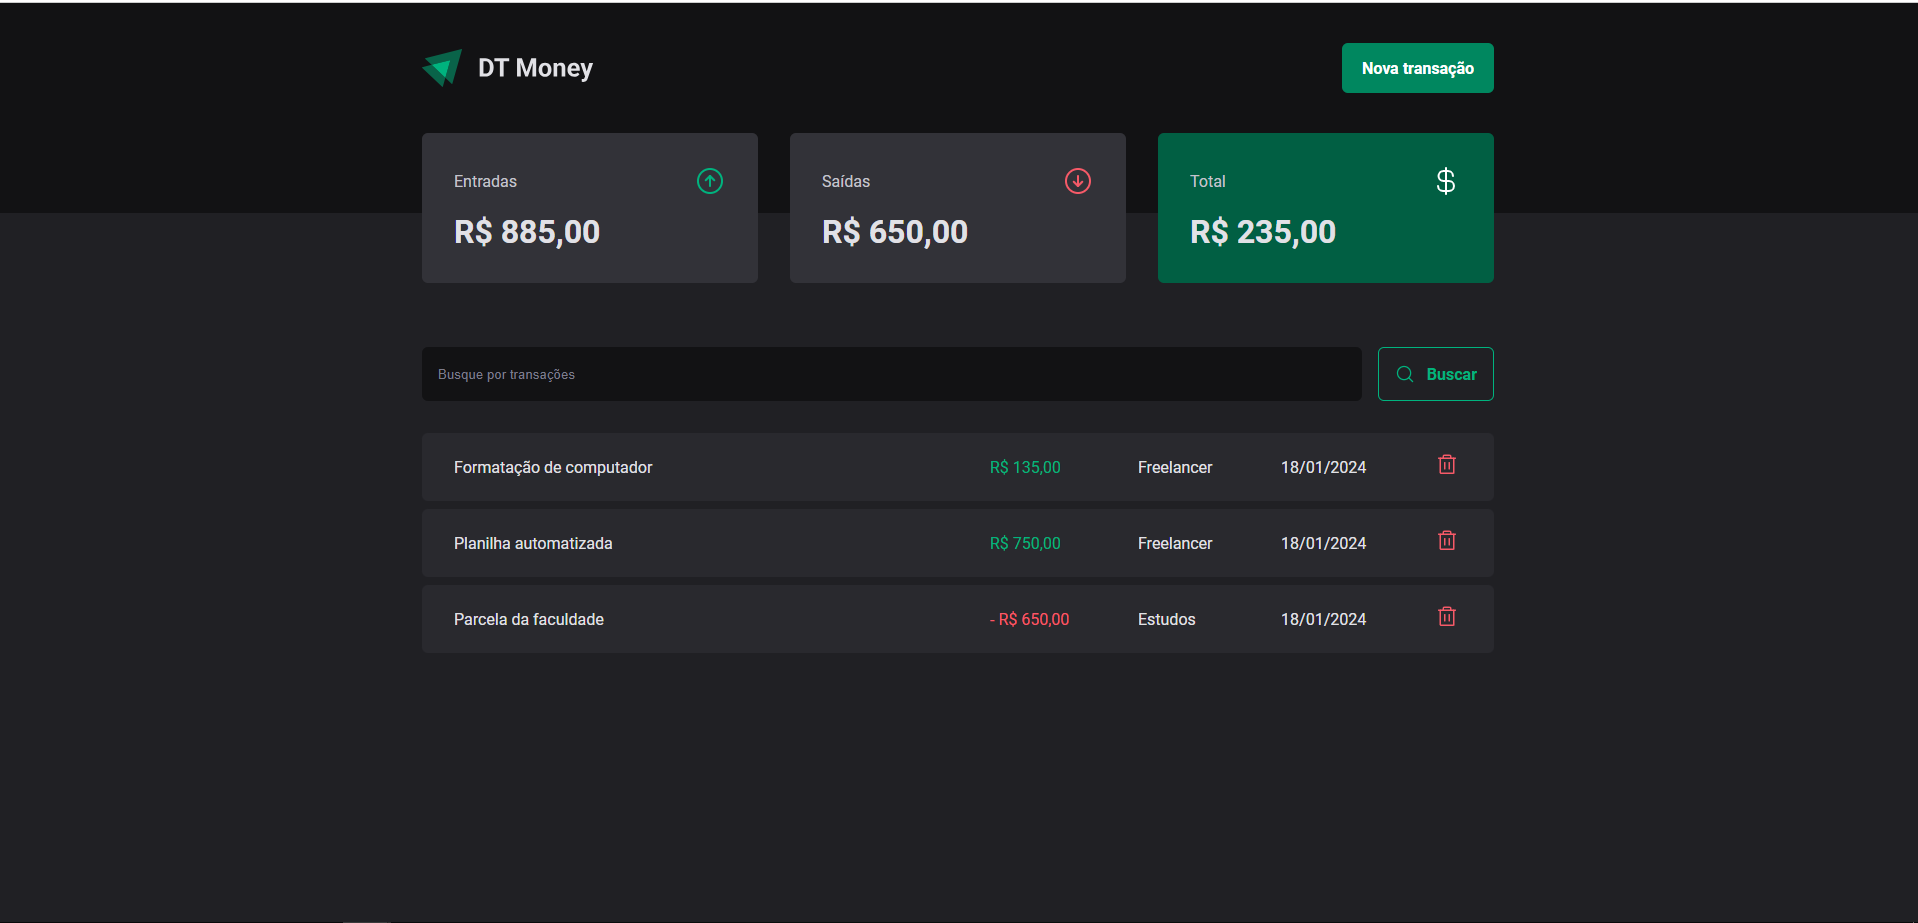 DT Money
Nova transação
Entradas
R$ 885,00
Saídas
R$ 650,00
Total
R$ 235,00
Busque por transações
Buscar
Formatação de computador R$ 135,00 Freelancer 18/01/2024
Planilha automatizada R$ 750,00 Freelancer 18/01/2024
Parcela da faculdade - R$ 650,00 Estudos 18/01/2024